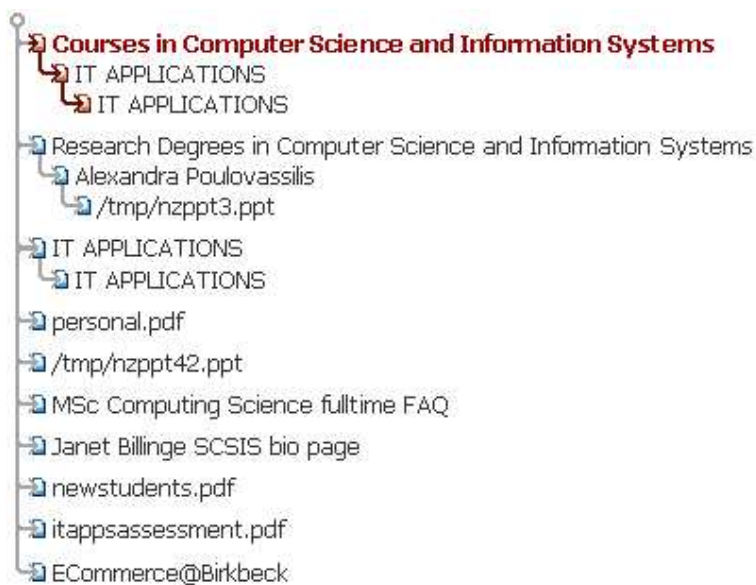 Courses in Computer Science and Information Systems
IT APPLICATIONS
IT APPLICATIONS
Research Degrees in Computer Science and Information Systems
Alexandra Poulovassilis
/tmp/nzppt3.ppt
IT APPLICATIONS
IT APPLICATIONS
personal.pdf
/tmp/nzppt42.ppt
MSc Computing Science fulltime FAQ
Janet Billinge SCSIS bio page
newstudents.pdf
itappsassessment.pdf
ECommerce@Birkbeck